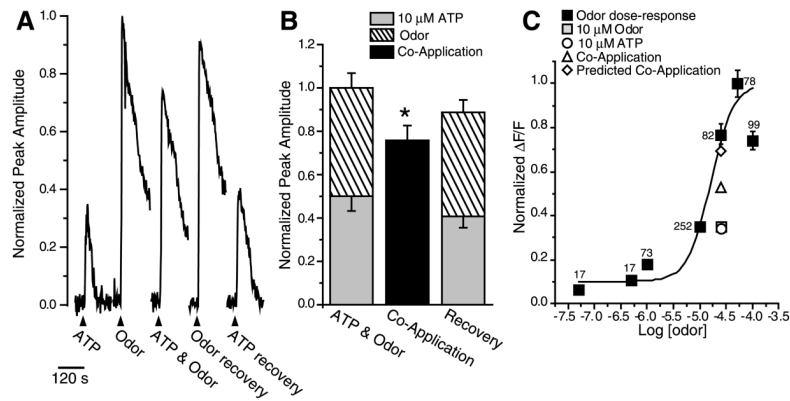 A
Normalized Peak Amplitude
1.0
0.8
0.6
0.4
0.2
0.0
ATP
Odor
ATP & Odor
Odor recovery
ATP recovery
120 s
B
10 µM ATP
Odor
Co-Application
Normalized Peak Amplitude
1.2
1.0
0.8
0.6
0.4
0.2
0.0
*
ATP & Odor
Co-Application
Recovery
C
Odor dose-response
10 µM Odor
10 µM ATP
Co-Application
Predicted Co-Application
Normalized ΔF/F
1.0
0.8
0.6
0.4
0.2
0.0
17
17
73
252
82
78
99
-7.5 -7.0 -6.5 -6.0 -5.5 -5.0 -4.5 -4.0 -3.5
Log [odor]